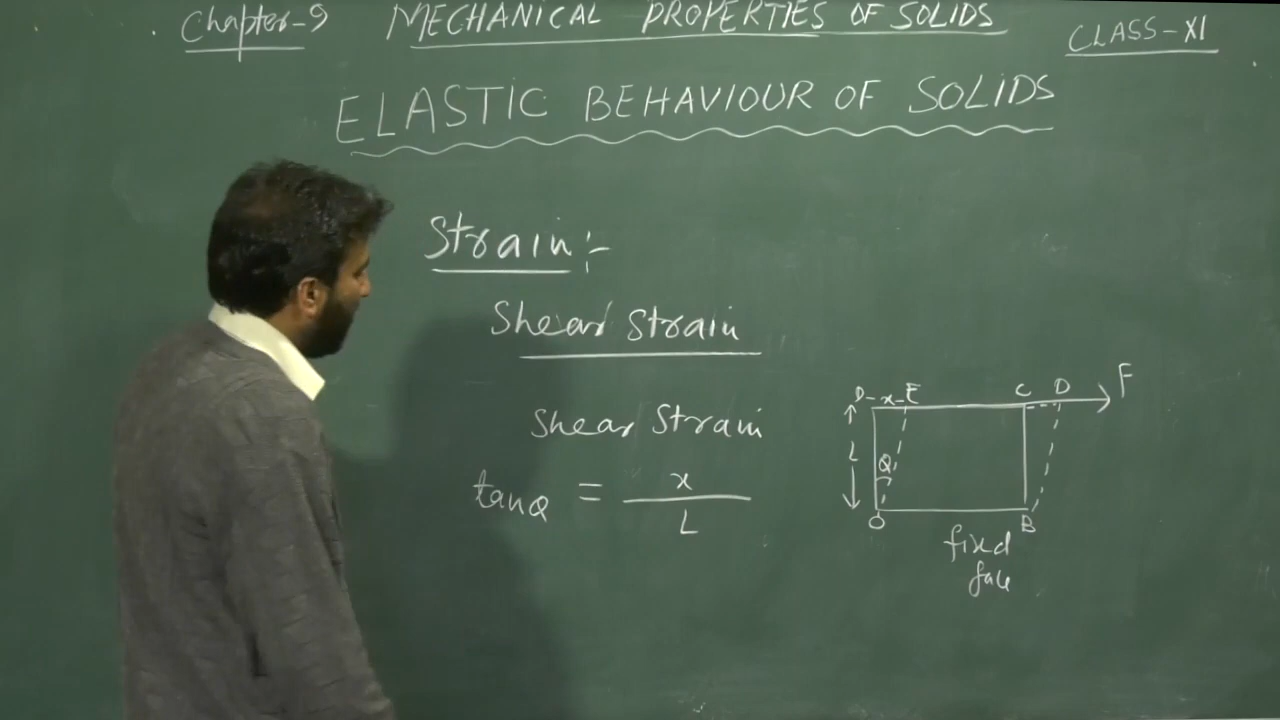 Chapter-9 MECHANICAL PROPERTIES OF SOLIDS CLASS-XI
ELASTIC BEHAVIOUR OF SOLIDS
Strain:-
Shear Strain
Shear Strain
tanQ = x
L
D-x-E C D F
L
Q
O B
fixed
face